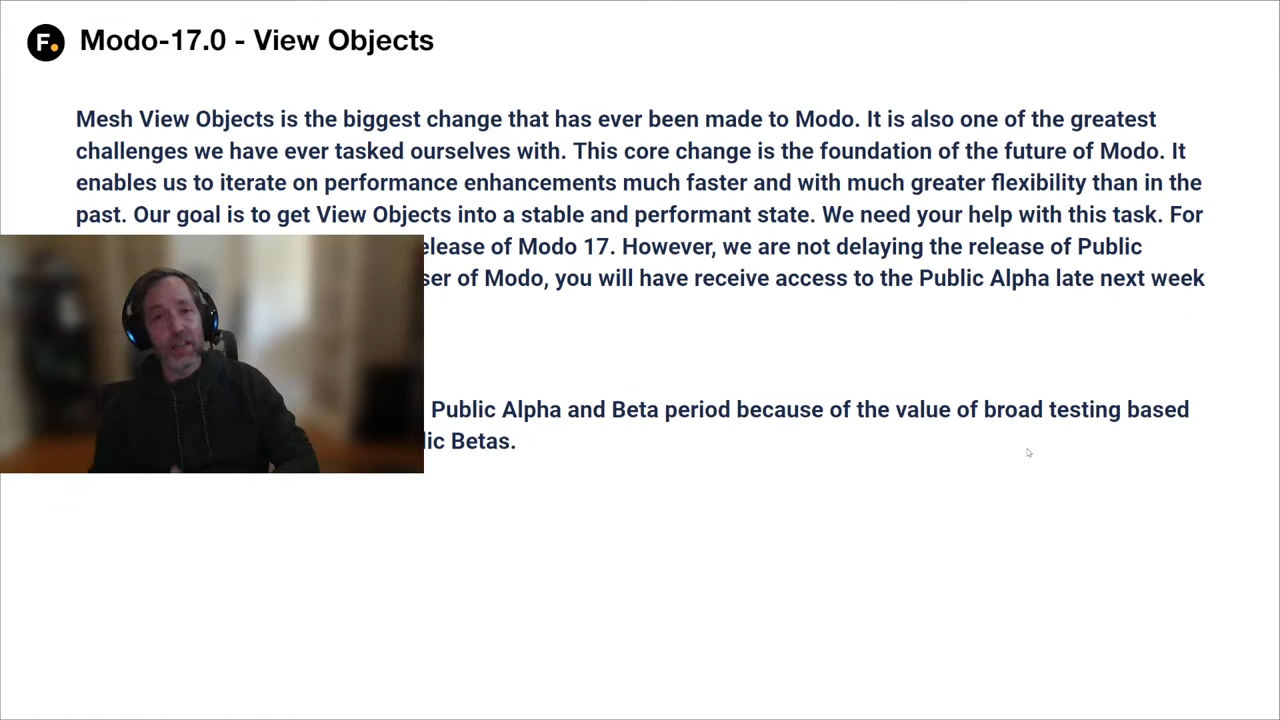 F.
Modo-17.0 - View Objects
Mesh View Objects is the biggest change that has ever been made to Modo. It is also one of the greatest
challenges we have ever tasked ourselves with. This core change is the foundation of the future of Modo. It
enables us to iterate on performance enhancements much faster and with much greater flexibility than in the
past. Our goal is to get View Objects into a stable and performant state. We need your help with this task. For
elease of Modo 17. However, we are not delaying the release of Public
ser of Modo, you will have receive access to the Public Alpha late next week
Public Alpha and Beta period because of the value of broad testing based
lic Betas.